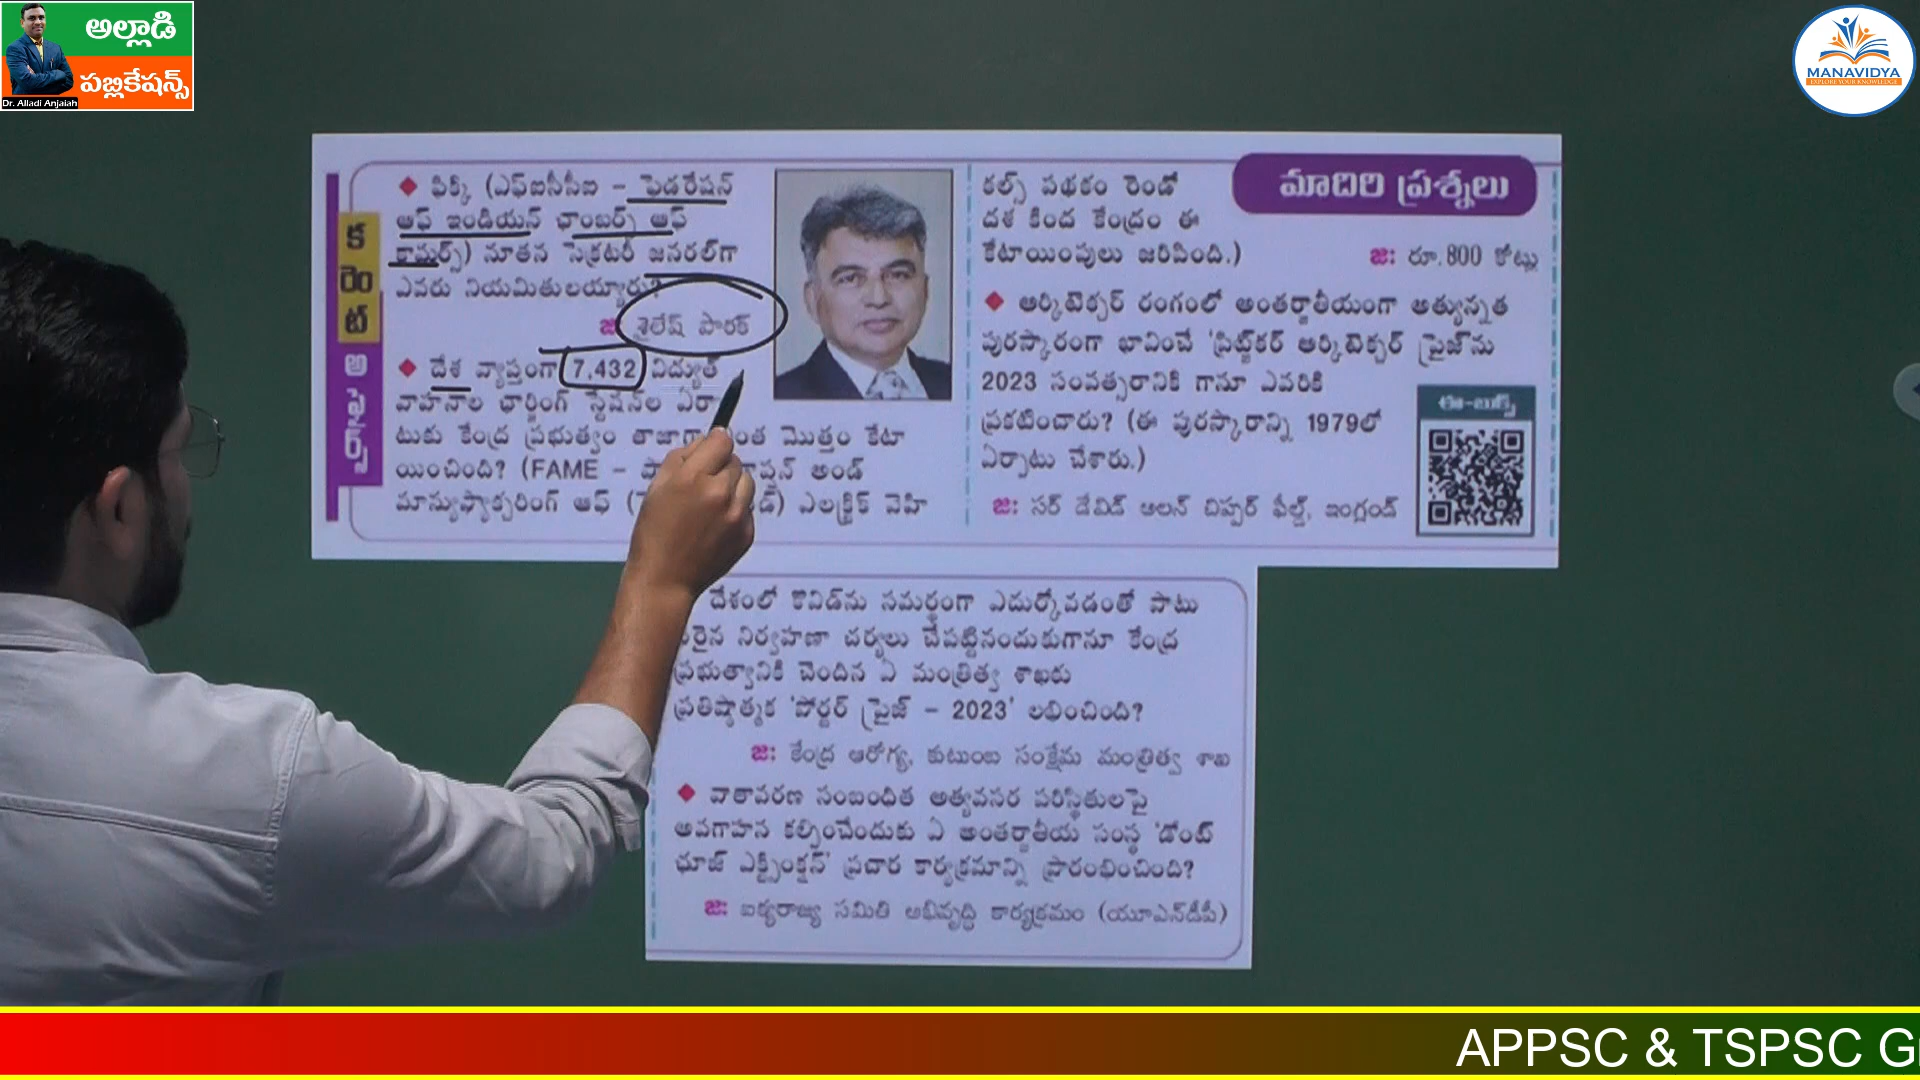 అల్లాడి
పబ్లికేషన్స్
Dr. Alladi Anjaiah
MANAVIDYA
EXPLORE YOUR KNOWLEDGE
కరెంట్ అఫైర్స్
మాదిరి ప్రశ్నలు
ఫిక్కీ (ఎఫ్ఐసీసీఐ – ఫెడరేషన్
ఆఫ్ ఇండియన్ ఛాంబర్స్ ఆఫ్
కామర్స్) నూతన సెక్రటరీ జనరల్‌గా
ఎవరు నియమితులయ్యారు?
జ: శైలేష్ పాఠక్
దేశ వ్యాప్తంగా 7,432 విద్యుత్
వాహనాల ఛార్జింగ్ స్టేషన్‌ల ఏర్పా
టుకు కేంద్ర ప్రభుత్వం తాజాగా ఎంత మొత్తం కేటా
యించింది? (FAME – అండ్
మాన్యుఫ్యాక్చరింగ్ ఆఫ్ ఎలక్ట్రిక్ వెహి
కల్స్ పథకం రెండో
దశ కింద కేంద్రం ఈ
కేటాయింపులు జరిపింది.)
జ: రూ.800 కోట్లు
ఆర్కిటెక్చర్ రంగంలో అంతర్జాతీయంగా అత్యున్నత
పురస్కారంగా భావించే 'ప్రిట్జ్‌కర్ ఆర్కిటెక్చర్ ప్రైజ్'ను
2023 సంవత్సరానికి గానూ ఎవరికి
ప్రకటించారు? (ఈ పురస్కారాన్ని 1979లో
ఏర్పాటు చేశారు.)
జ: సర్ డేవిడ్ అలన్ చిప్పర్ ఫీల్డ్, ఇంగ్లండ్
ఈ-బుక్స్
దేశంలో కొవిడ్‌ను సమర్థంగా ఎదుర్కోవడంతో పాటు
సరైన నిర్వహణా చర్యలు చేపట్టినందుకుగానూ కేంద్ర
ప్రభుత్వానికి చెందిన ఏ మంత్రిత్వ శాఖకు
ప్రతిష్ఠాత్మక 'పోర్టర్ ప్రైజ్ – 2023' లభించింది?
జ: కేంద్ర ఆరోగ్య, కుటుంబ సంక్షేమ మంత్రిత్వ శాఖ
వాతావరణ సంబంధిత అత్యవసర పరిస్థితులపై
అవగాహన కల్పించేందుకు ఏ అంతర్జాతీయ సంస్థ 'డోంట్
ఛూజ్ ఎక్స్టింక్షన్' ప్రచార కార్యక్రమాన్ని ప్రారంభించింది?
జ: ఐక్యరాజ్య సమితి అభివృద్ధి కార్యక్రమం (యూఎన్‌డీపీ)
APPSC & TSPSC G